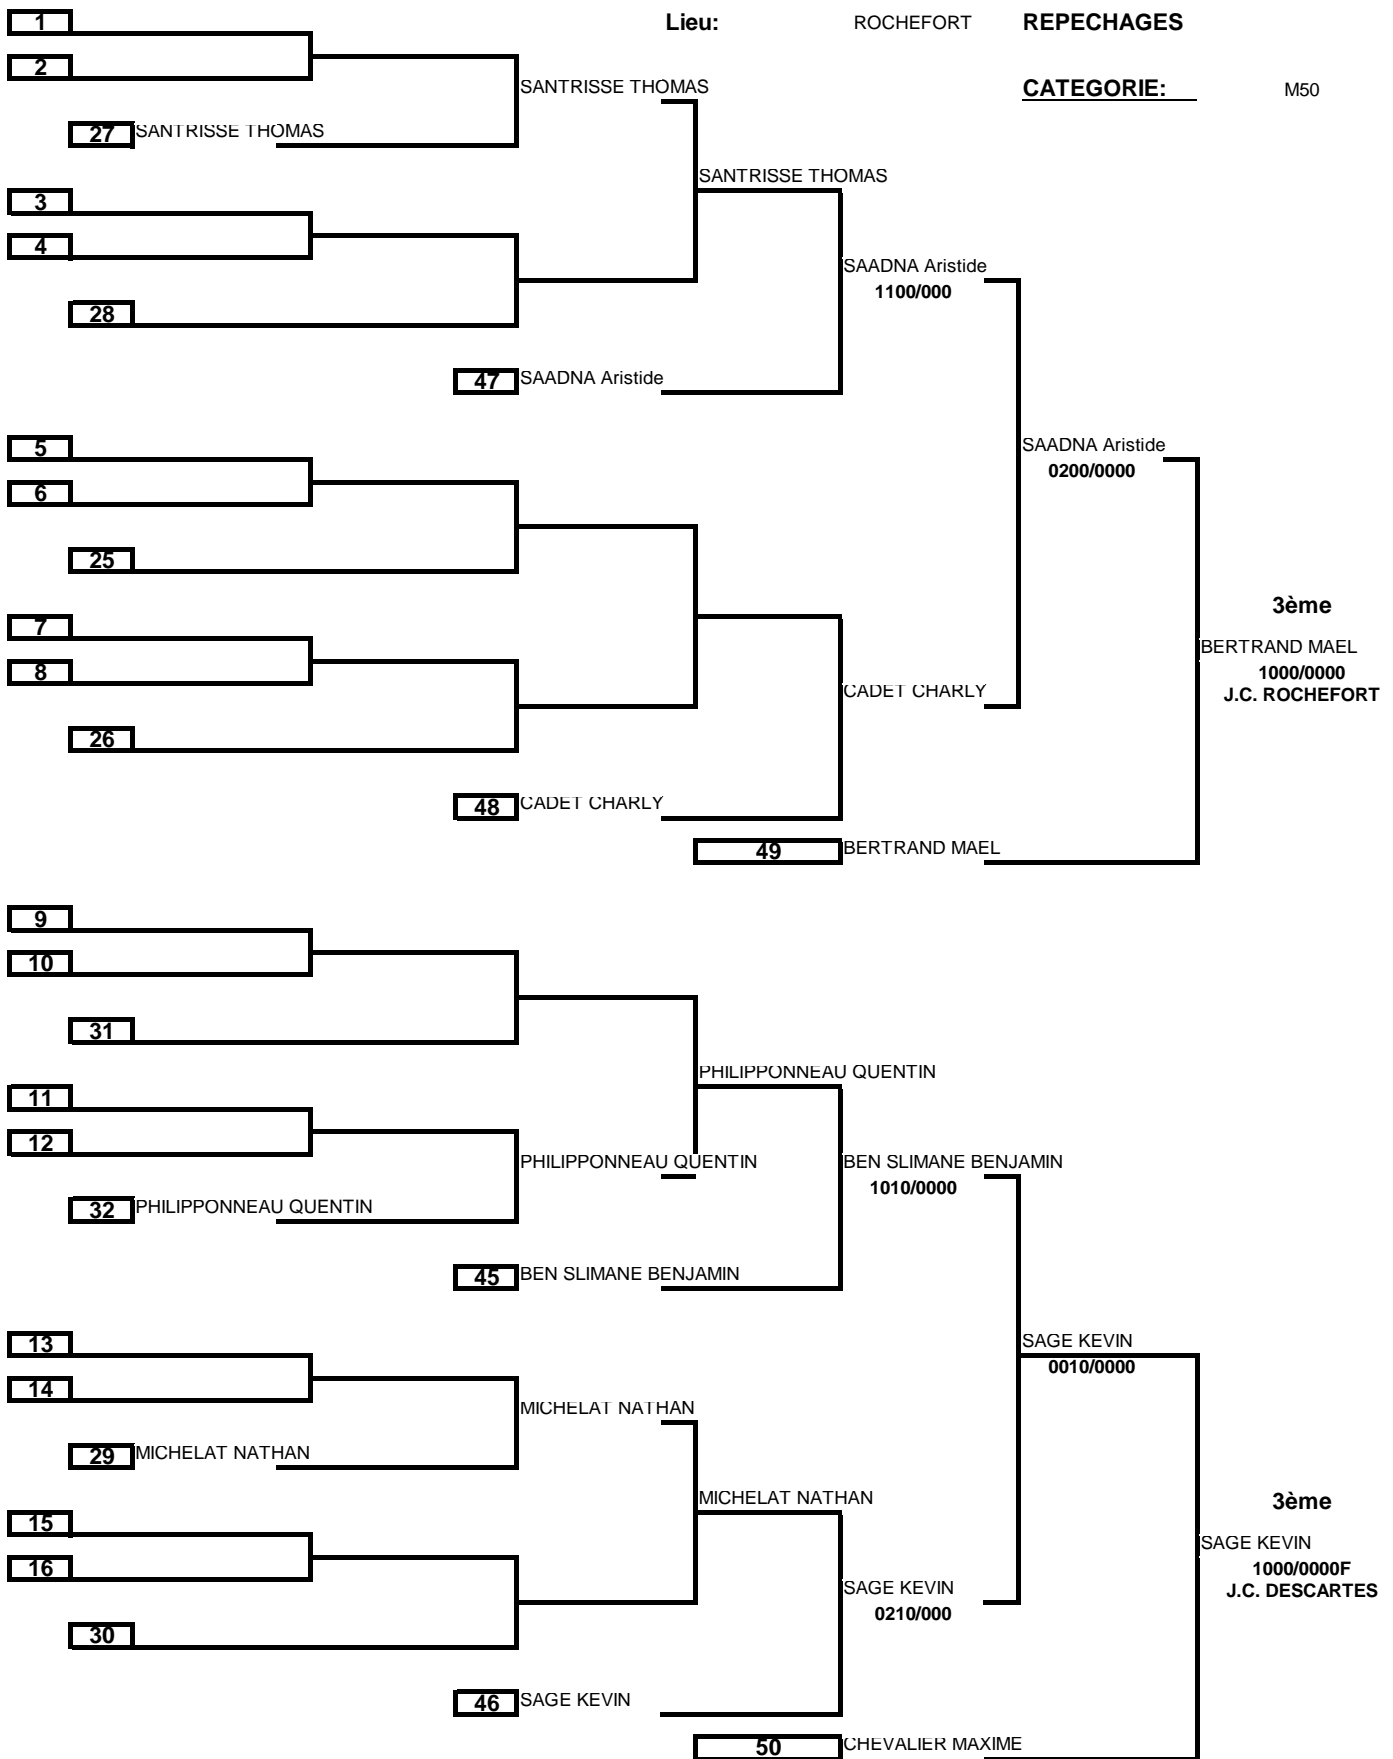 1 Lieu: ROCHEFORT REPECHAGES
2
SANTRISSE THOMAS CATEGORIE: M50
27 SANTRISSE THOMAS
SANTRISSE THOMAS
3
4
SAADNA Aristide
1100/000
28
47 SAADNA Aristide
5 SAADNA Aristide
0200/0000
6
25
3ème
7
BERTRAND MAEL
8 1000/0000
CADET CHARLY J.C. ROCHEFORT
26
48 CADET CHARLY
49 BERTRAND MAEL
9
10
31
PHILIPPONNEAU QUENTIN
11
12
PHILIPPONNEAU QUENTIN BEN SLIMANE BENJAMIN
1010/0000
32 PHILIPPONNEAU QUENTIN
45 BEN SLIMANE BENJAMIN
13 SAGE KEVIN
0010/0000
14
MICHELAT NATHAN
29 MICHELAT NATHAN
MICHELAT NATHAN 3ème
15
SAGE KEVIN
16 1000/0000F
SAGE KEVIN J.C. DESCARTES
0210/000
30
46 SAGE KEVIN
50 CHEVALIER MAXIME